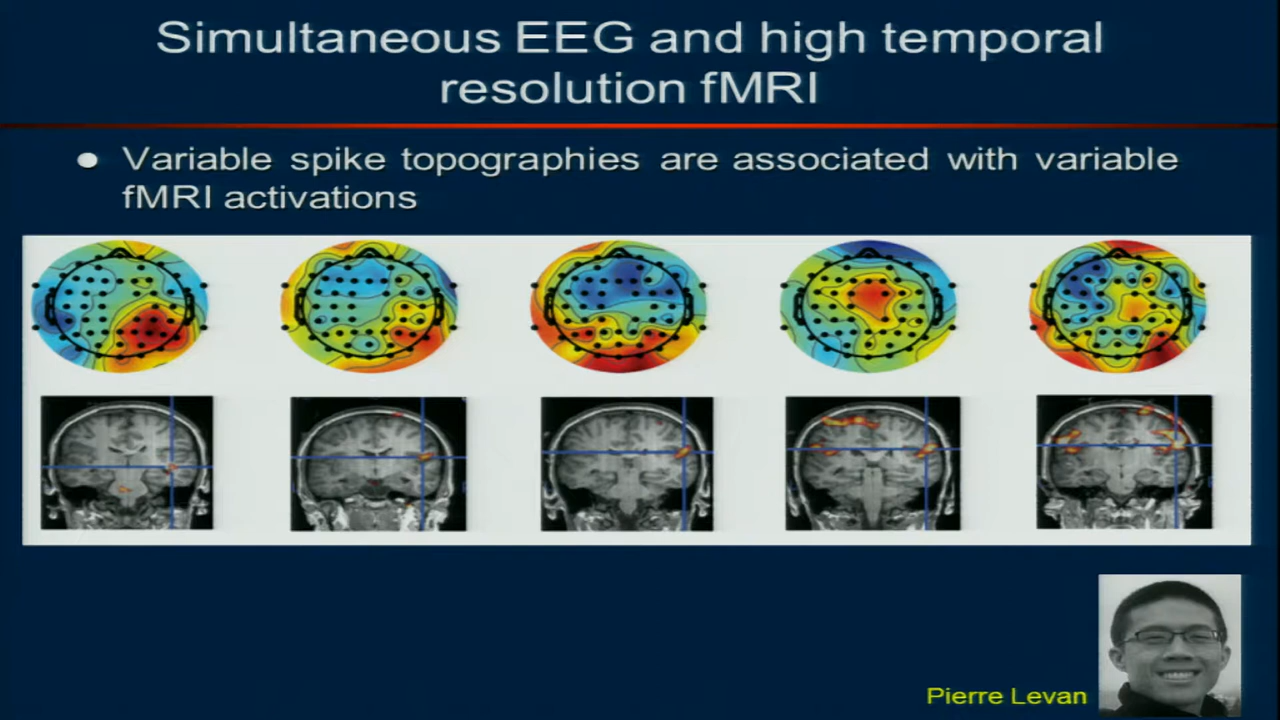 Simultaneous EEG and high temporal
resolution fMRI
Variable spike topographies are associated with variable
fMRI activations
Pierre Levan